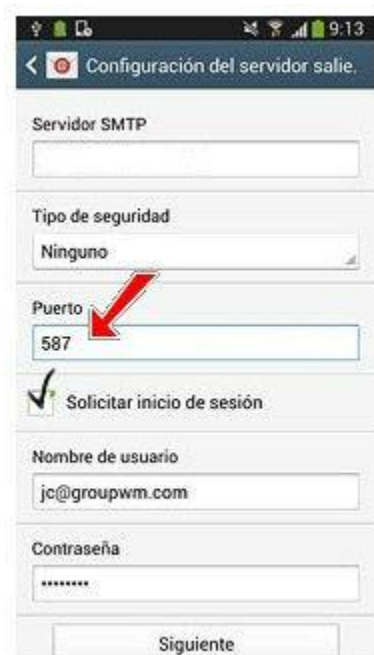 9:13
Configuración del servidor salie.
Servidor SMTP
Tipo de seguridad
Ninguno
Puerto
587
Solicitar inicio de sesión
Nombre de usuario
jc@groupwm.com
Contraseña
••••••••
Siguiente